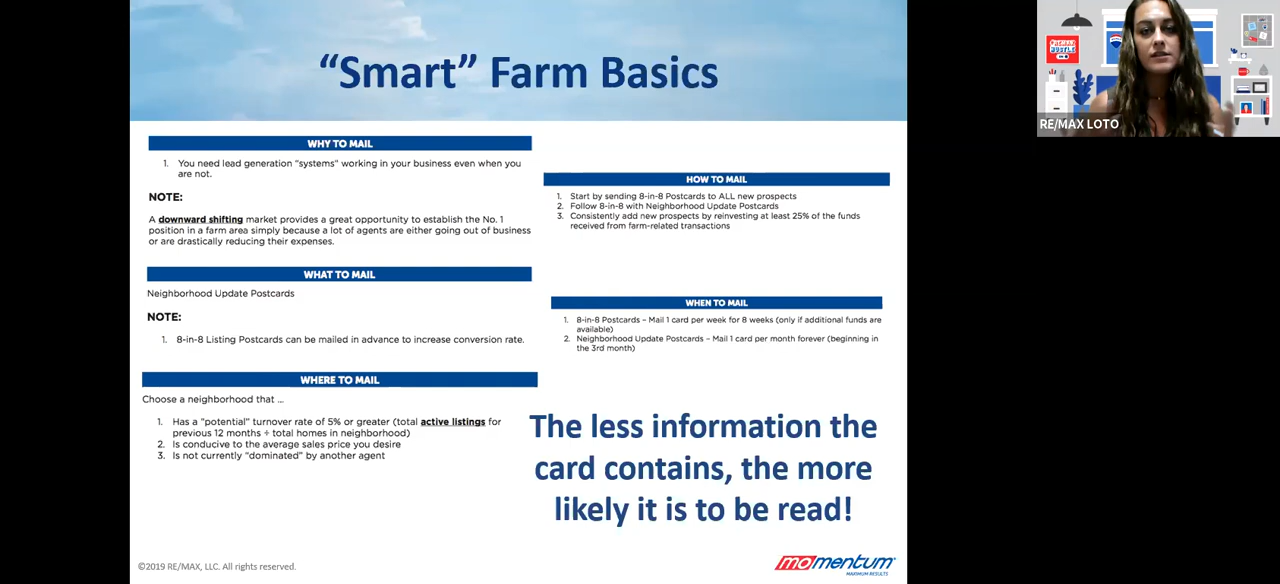 “Smart” Farm Basics
WHY TO MAIL
1. You need lead generation “systems” working in your business even when you
are not.
NOTE:
A downward shifting market provides a great opportunity to establish the No. 1
position in a farm area simply because a lot of agents are either going out of business
or are drastically reducing their expenses.
WHAT TO MAIL
Neighborhood Update Postcards
NOTE:
1. 8-in-8 Listing Postcards can be mailed in advance to increase conversion rate.
WHERE TO MAIL
Choose a neighborhood that ...
1. Has a “potential” turnover rate of 5% or greater (total active listings for
previous 12 months ÷ total homes in neighborhood)
2. Is conducive to the average sales price you desire
3. Is not currently “dominated” by another agent
HOW TO MAIL
1. Start by sending 8-in-8 Postcards to ALL new prospects
2. Follow 8-in-8 with Neighborhood Update Postcards
3. Consistently add new prospects by reinvesting at least 25% of the funds
received from farm-related transactions
WHEN TO MAIL
1. 8-in-8 Postcards – Mail 1 card per week for 8 weeks (only if additional funds are
available)
2. Neighborhood Update Postcards – Mail 1 card per month forever (beginning in
the 3rd month)
The less information the
card contains, the more
likely it is to be read!
©2019 RE/MAX, LLC. All rights reserved.
momentum
MAXIMUM RESULTS
RE/MAX LOTO